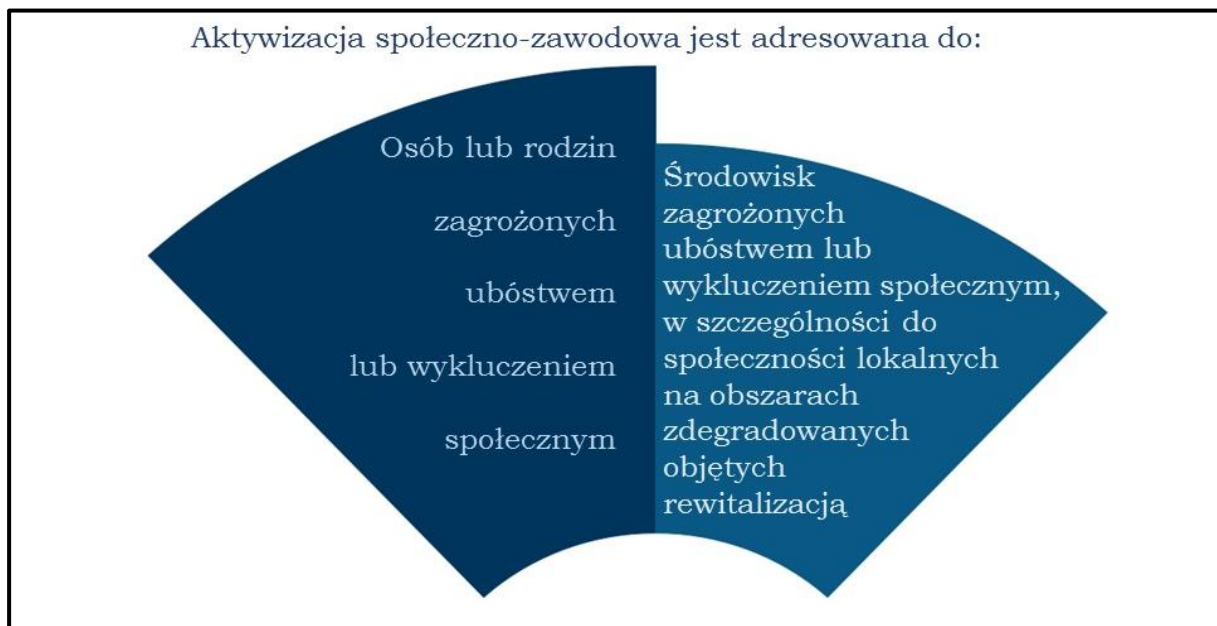 Aktywizacja społeczno-zawodowa jest adresowana do:
Osób lub rodzin
zagrożonych
ubóstwem
lub wykluczeniem
społecznym
Środowisk
zagrożonych
ubóstwem lub
wykluczeniem społecznym,
w szczególności do
społeczności lokalnych
na obszarach
zdegradowanych
objętych
rewitalizacją